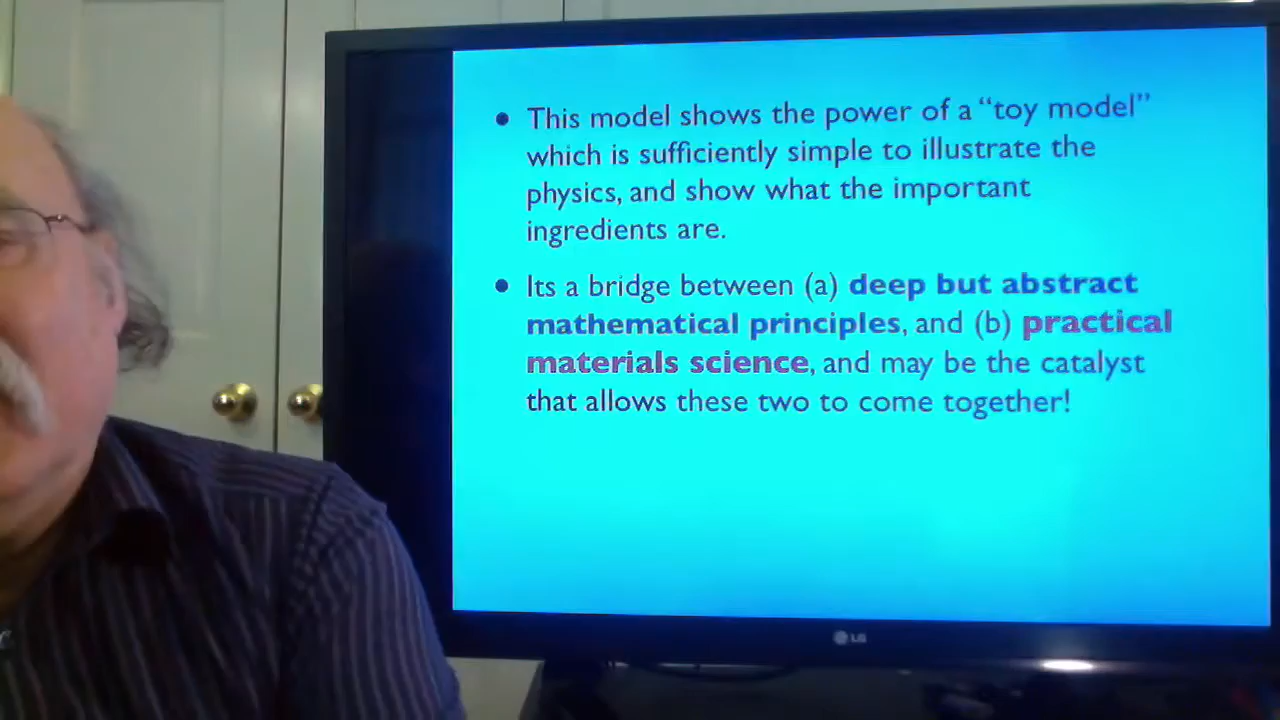 • This model shows the power of a “toy model”
which is sufficiently simple to illustrate the
physics, and show what the important
ingredients are.
• Its a bridge between (a) deep but abstract
mathematical principles, and (b) practical
materials science, and may be the catalyst
that allows these two to come together!
LG